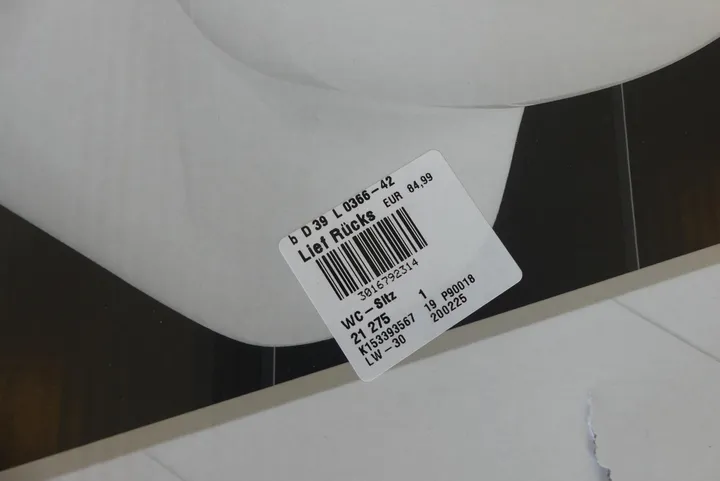 b D 39 L 0366-42
Lief Rücks EUR 84,99
3016792314
WC-Sitz 1
21 275 19 P90018
K153393567 200225
LW-30